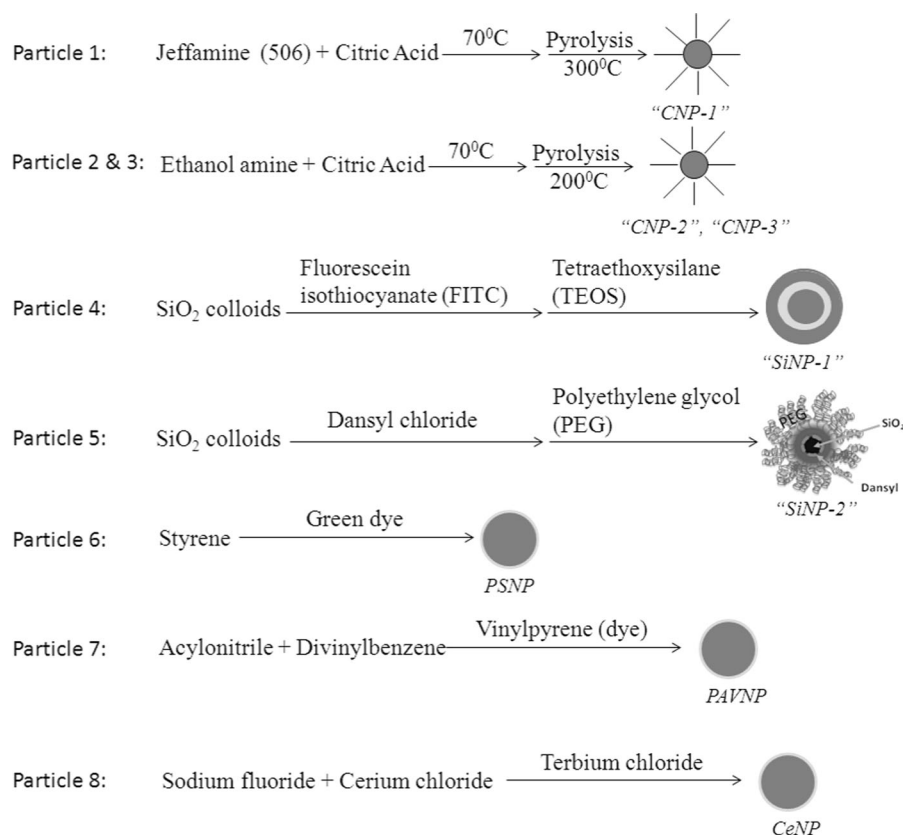 Particle 1:
Jeffamine (506) + Citric Acid
70⁰C
Pyrolysis
300⁰C
"CNP-1"
Particle 2 & 3:
Ethanol amine + Citric Acid
70⁰C
Pyrolysis
200⁰C
"CNP-2", "CNP-3"
Particle 4:
SiO₂ colloids
Fluorescein
isothiocyanate (FITC)
Tetraethoxysilane
(TEOS)
"SiNP-1"
Particle 5:
SiO₂ colloids
Dansyl chloride
Polyethylene glycol
(PEG)
PEG
SiO₂
Dansyl
"SiNP-2"
Particle 6:
Styrene
Green dye
PSNP
Particle 7:
Acylonitrile + Divinylbenzene
Vinylpyrene (dye)
PAVNP
Particle 8:
Sodium fluoride + Cerium chloride
Terbium chloride
CeNP